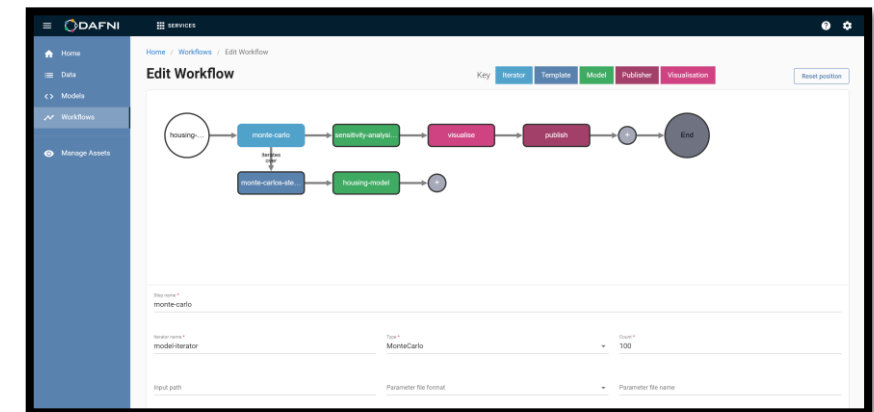 DAFNI
SERVICES
Home
Data
Models
Workflows
Manage Assets
Home / Workflows / Edit Workflow
Edit Workflow
Key Iterator Template Model Publisher Visualisation
Reset position
housing-...
monte-carlo
sensitivity-analysi...
visualise
publish
+
End
iterates
over
monte-carlos-ste...
housing-model
+
Step name *
monte-carlo
Iterator name *
model-iterator
Type *
MonteCarlo
Count *
100
Input path
Parameter file format
Parameter file name